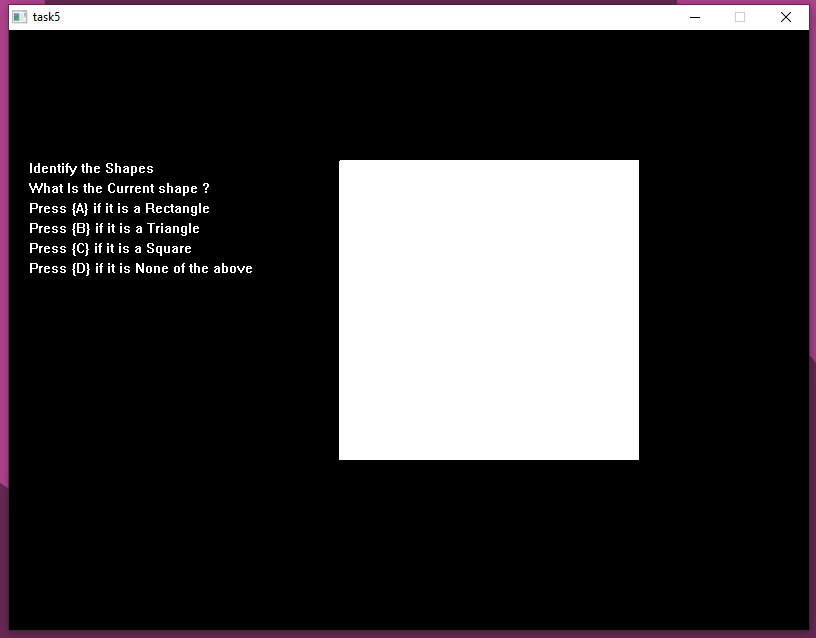 task5
Identify the Shapes
What Is the Current shape ?
Press {A} if it is a Rectangle
Press {B} if it is a Triangle
Press {C} if it is a Square
Press {D} if it is None of the above